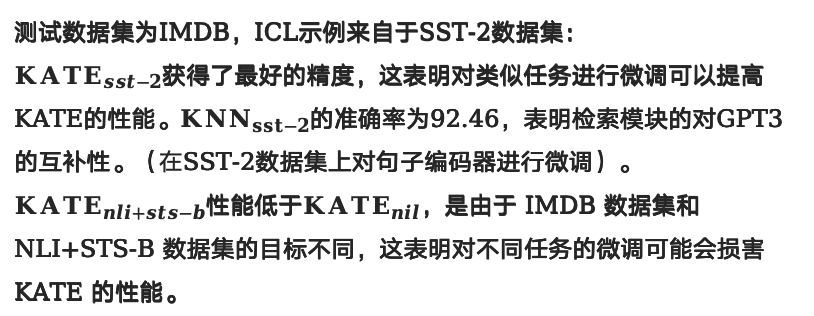 测试数据集为IMDB，ICL示例来自于SST-2数据集：
KATEsst−2获得了最好的精度，这表明对类似任务进行微调可以提高
KATE的性能。KNNsst−2的准确率为92.46，表明检索模块的对GPT3
的互补性。（在SST-2数据集上对句子编码器进行微调）。
KATEnli+sts−b性能低于KATEnil，是由于 IMDB 数据集和
NLI+STS-B 数据集的目标不同，这表明对不同任务的微调可能会损害
KATE 的性能。